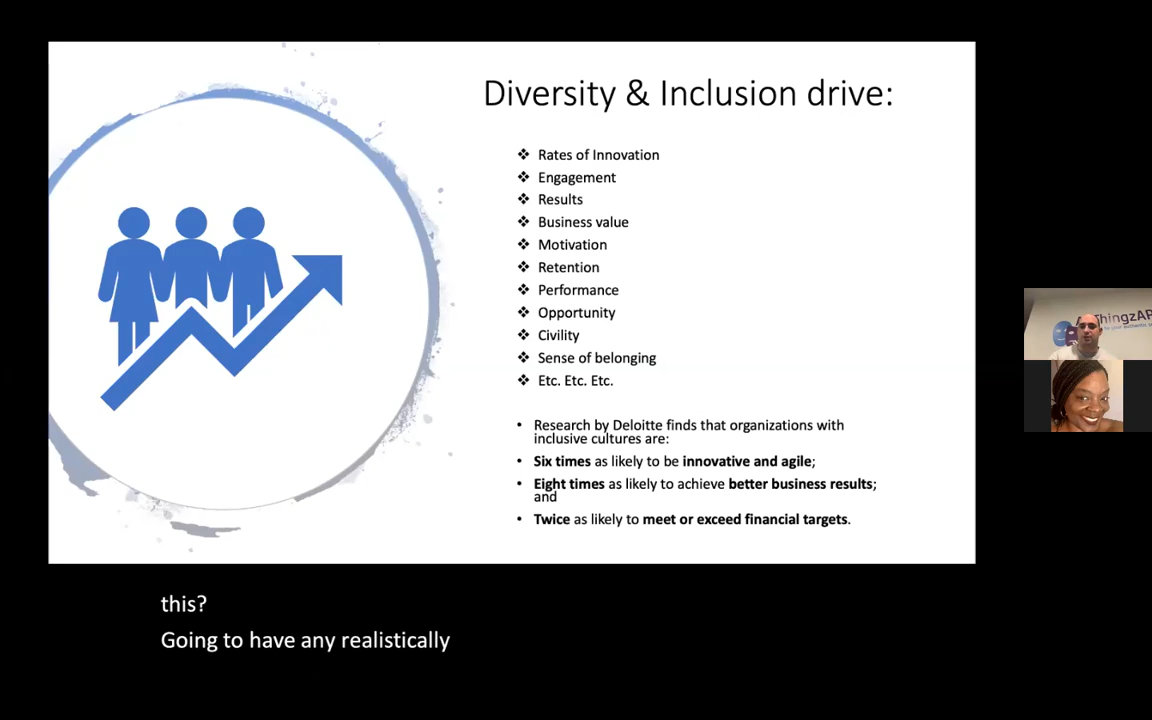 Diversity & Inclusion drive:
❖ Rates of Innovation
❖ Engagement
❖ Results
❖ Business value
❖ Motivation
❖ Retention
❖ Performance
❖ Opportunity
❖ Civility
❖ Sense of belonging
❖ Etc. Etc. Etc.
• Research by Deloitte finds that organizations with
inclusive cultures are:
• Six times as likely to be innovative and agile;
• Eight times as likely to achieve better business results;
and
• Twice as likely to meet or exceed financial targets.
this?
Going to have any realistically